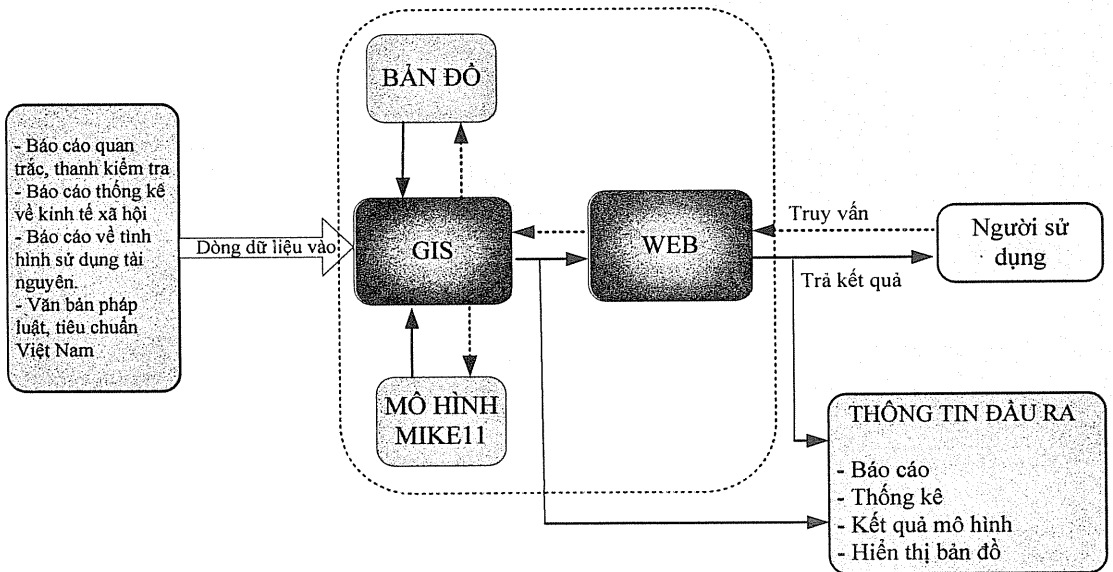 - Báo cáo quan
trắc, thanh kiểm tra
- Báo cáo thống kê
về kinh tế xã hội
- Báo cáo về tình
hình sử dụng tài
nguyên.
- Văn bản pháp
luật, tiêu chuẩn
Việt Nam
Dòng dữ liệu vào
BẢN ĐỒ
GIS
MÔ HÌNH
MIKE11
WEB
Truy vấn
Trả kết quả
Người sử
dụng
THÔNG TIN ĐẦU RA
- Báo cáo
- Thống kê
- Kết quả mô hình
- Hiển thị bản đồ